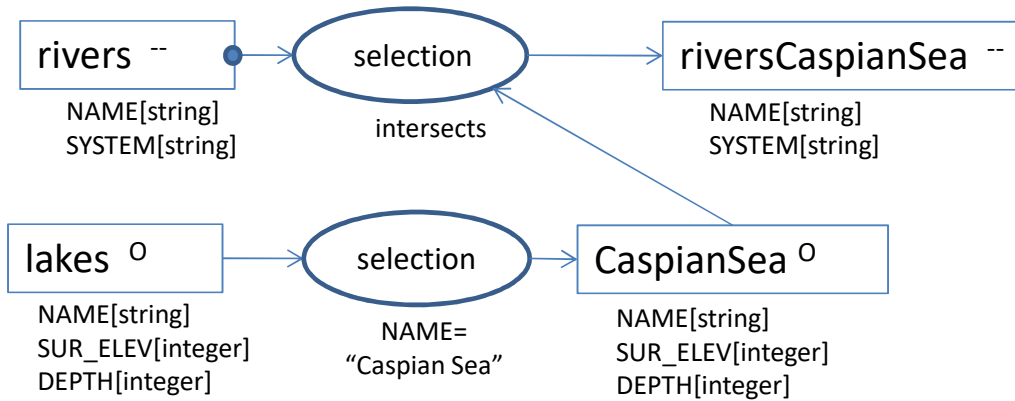 rivers --
selection
riversCaspianSea --
NAME[string]
SYSTEM[string]
intersects
NAME[string]
SYSTEM[string]
lakes O
selection
CaspianSea O
NAME[string]
SUR_ELEV[integer]
DEPTH[integer]
NAME=
“Caspian Sea”
NAME[string]
SUR_ELEV[integer]
DEPTH[integer]